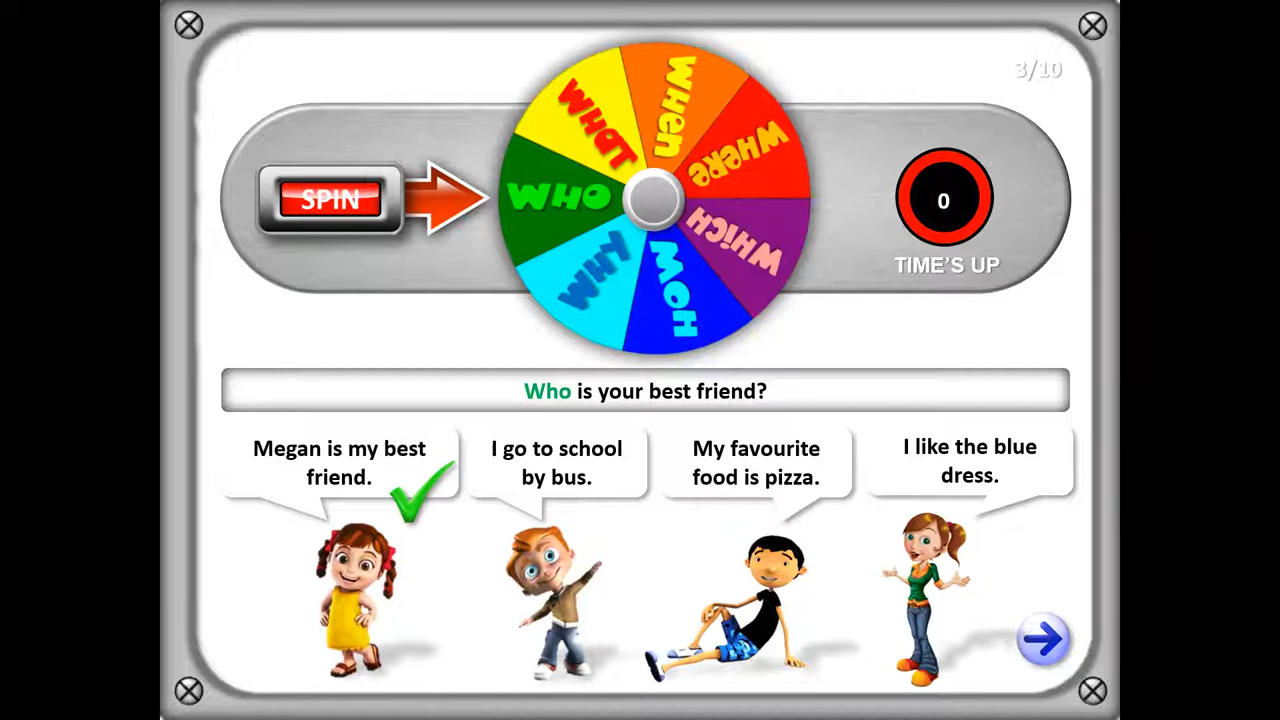 3/10
WHAT
WHEN
WHERE
WHO
WHICH
WHY
HOW
SPIN
0
TIME'S UP
Who is your best friend?
Megan is my best
friend.
I go to school
by bus.
My favourite
food is pizza.
I like the blue
dress.